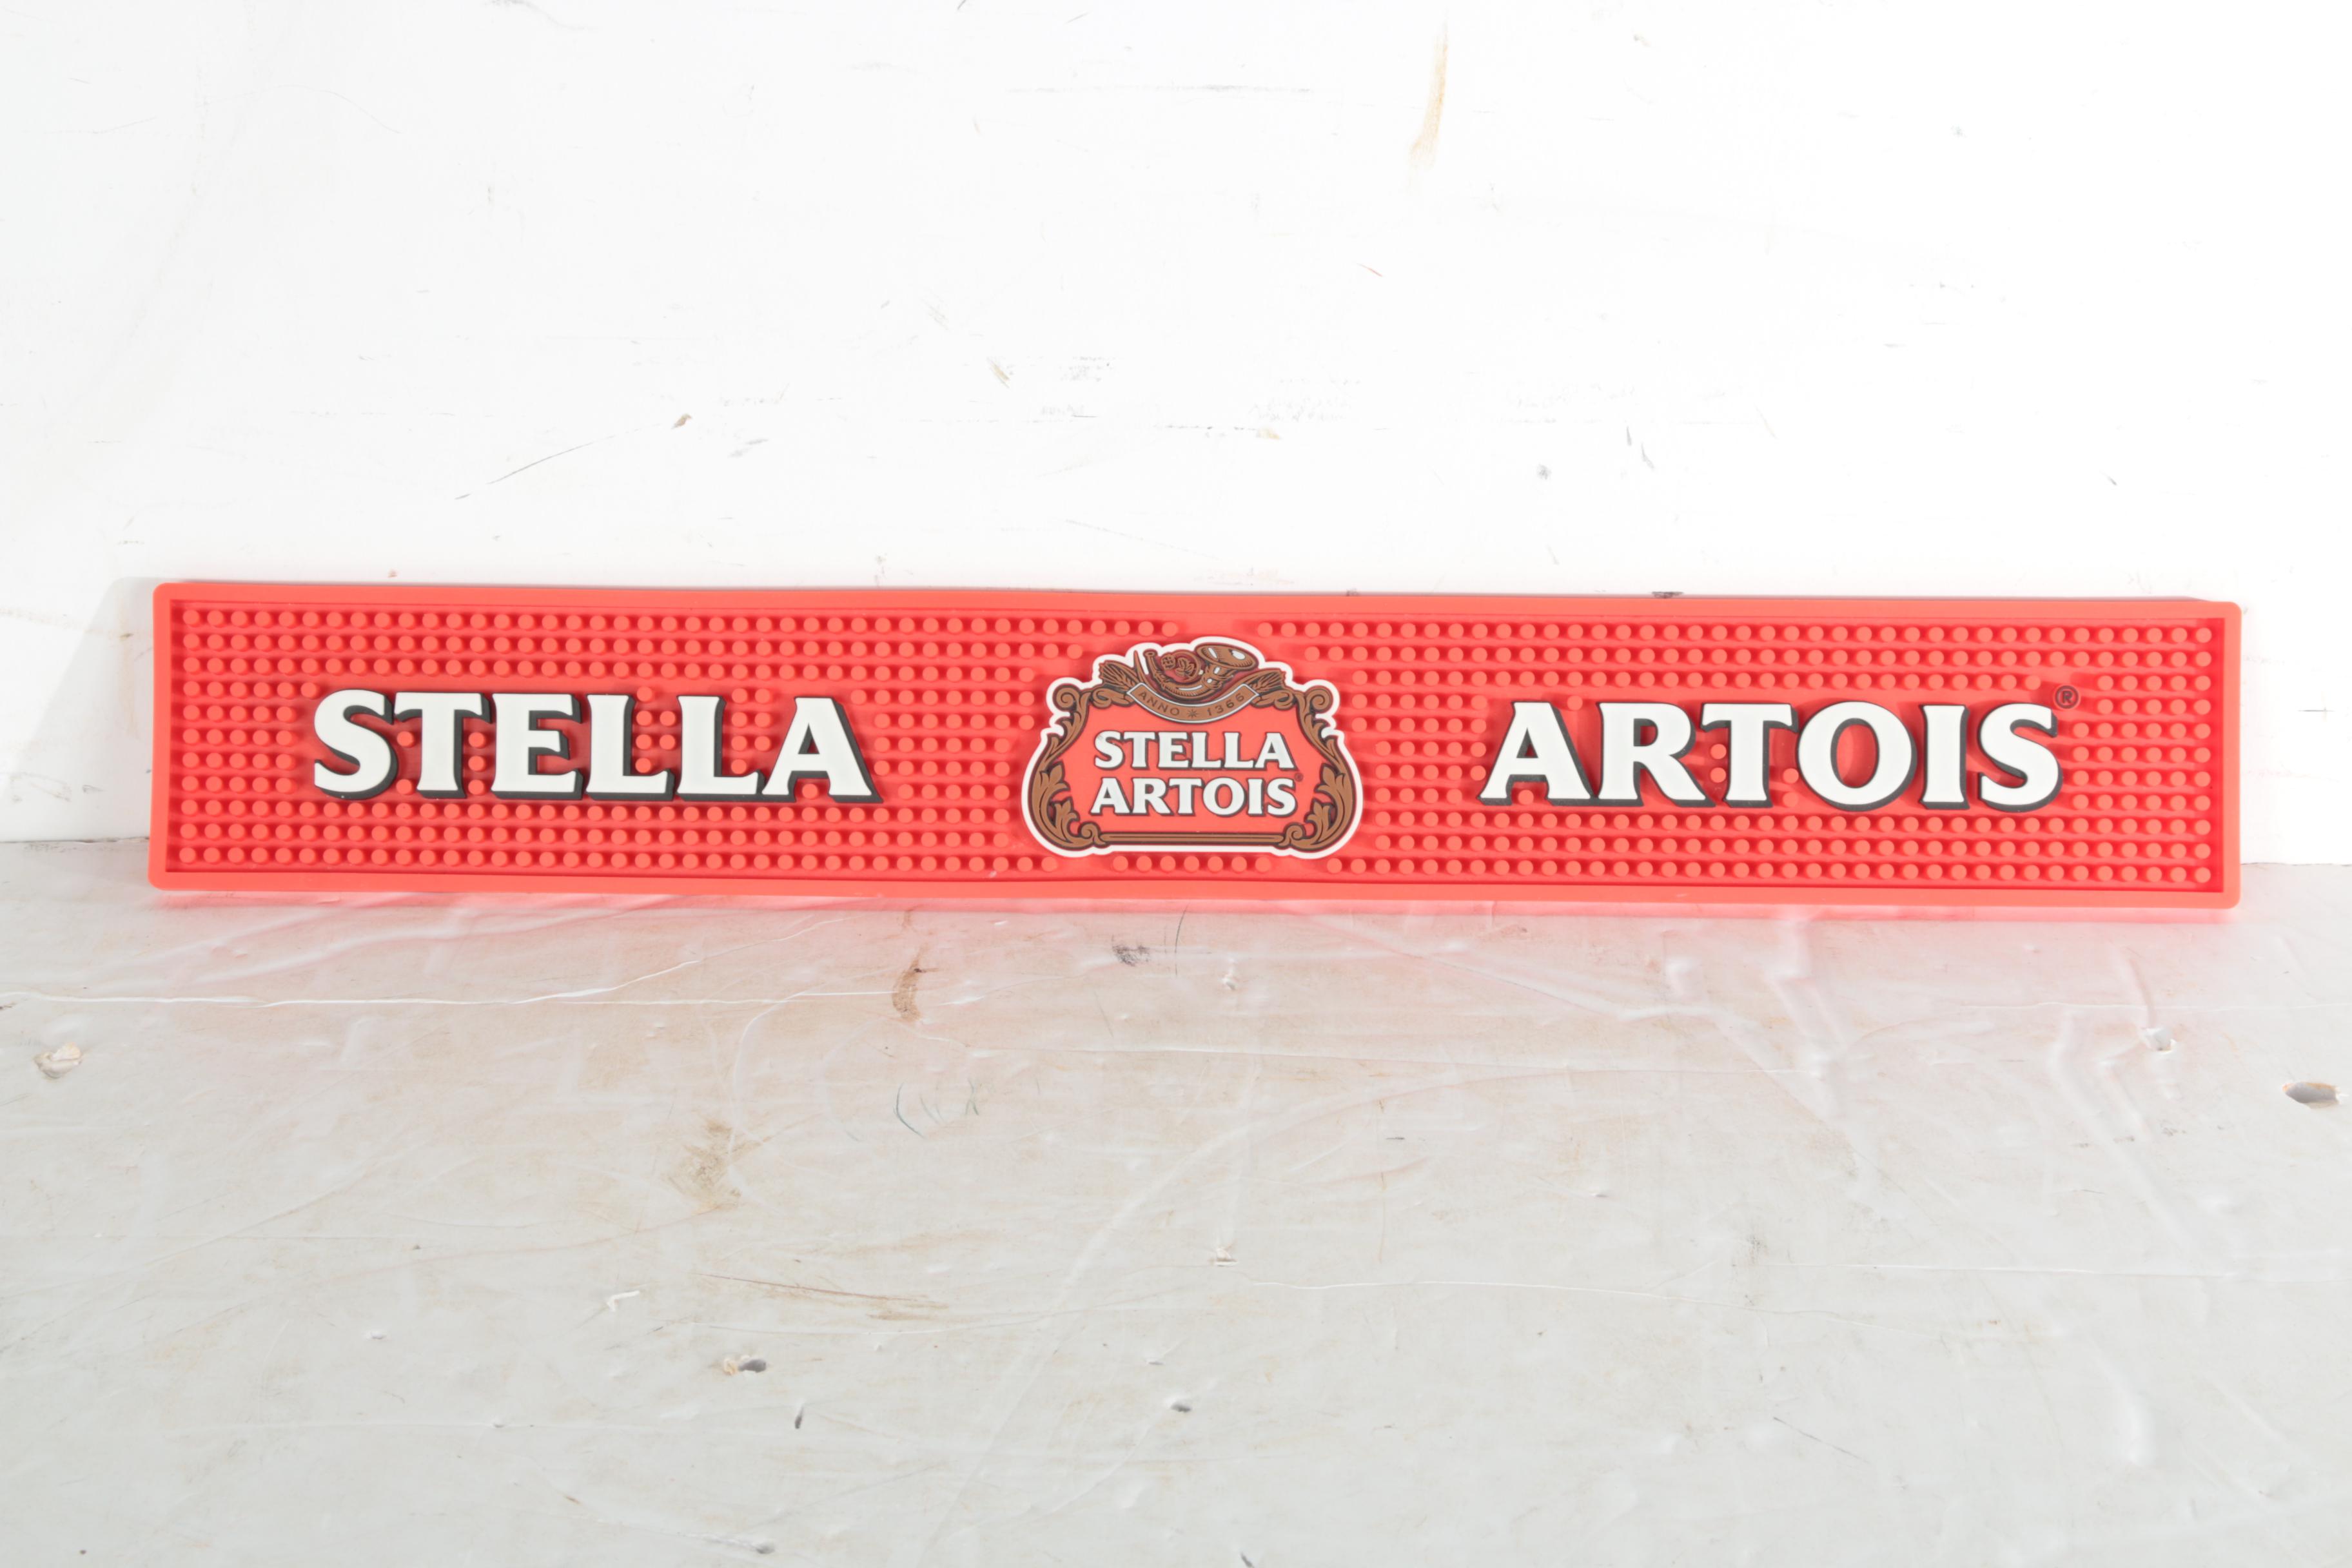 STELLA
ANNO * 1366
STELLA
ARTOIS®
ARTOIS®